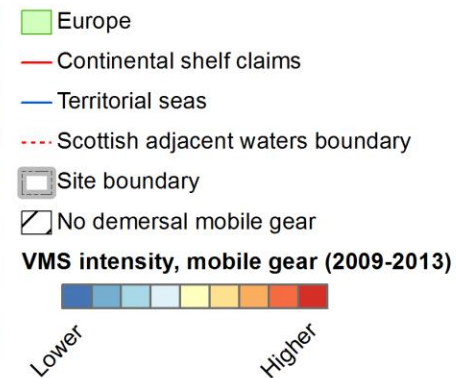 Europe
Continental shelf claims
Territorial seas
Scottish adjacent waters boundary
Site boundary
No demersal mobile gear
VMS intensity, mobile gear (2009-2013)
Lower
Higher